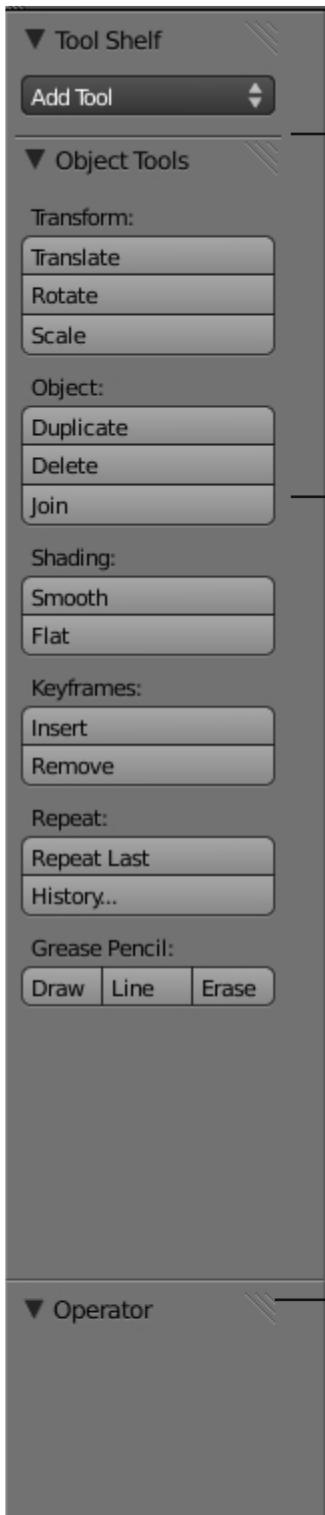 Tool Shelf
Add Tool
Object Tools
Transform:
Translate
Rotate
Scale
Object:
Duplicate
Delete
Join
Shading:
Smooth
Flat
Keyframes:
Insert
Remove
Repeat:
Repeat Last
History...
Grease Pencil:
Draw Line Erase
Operator